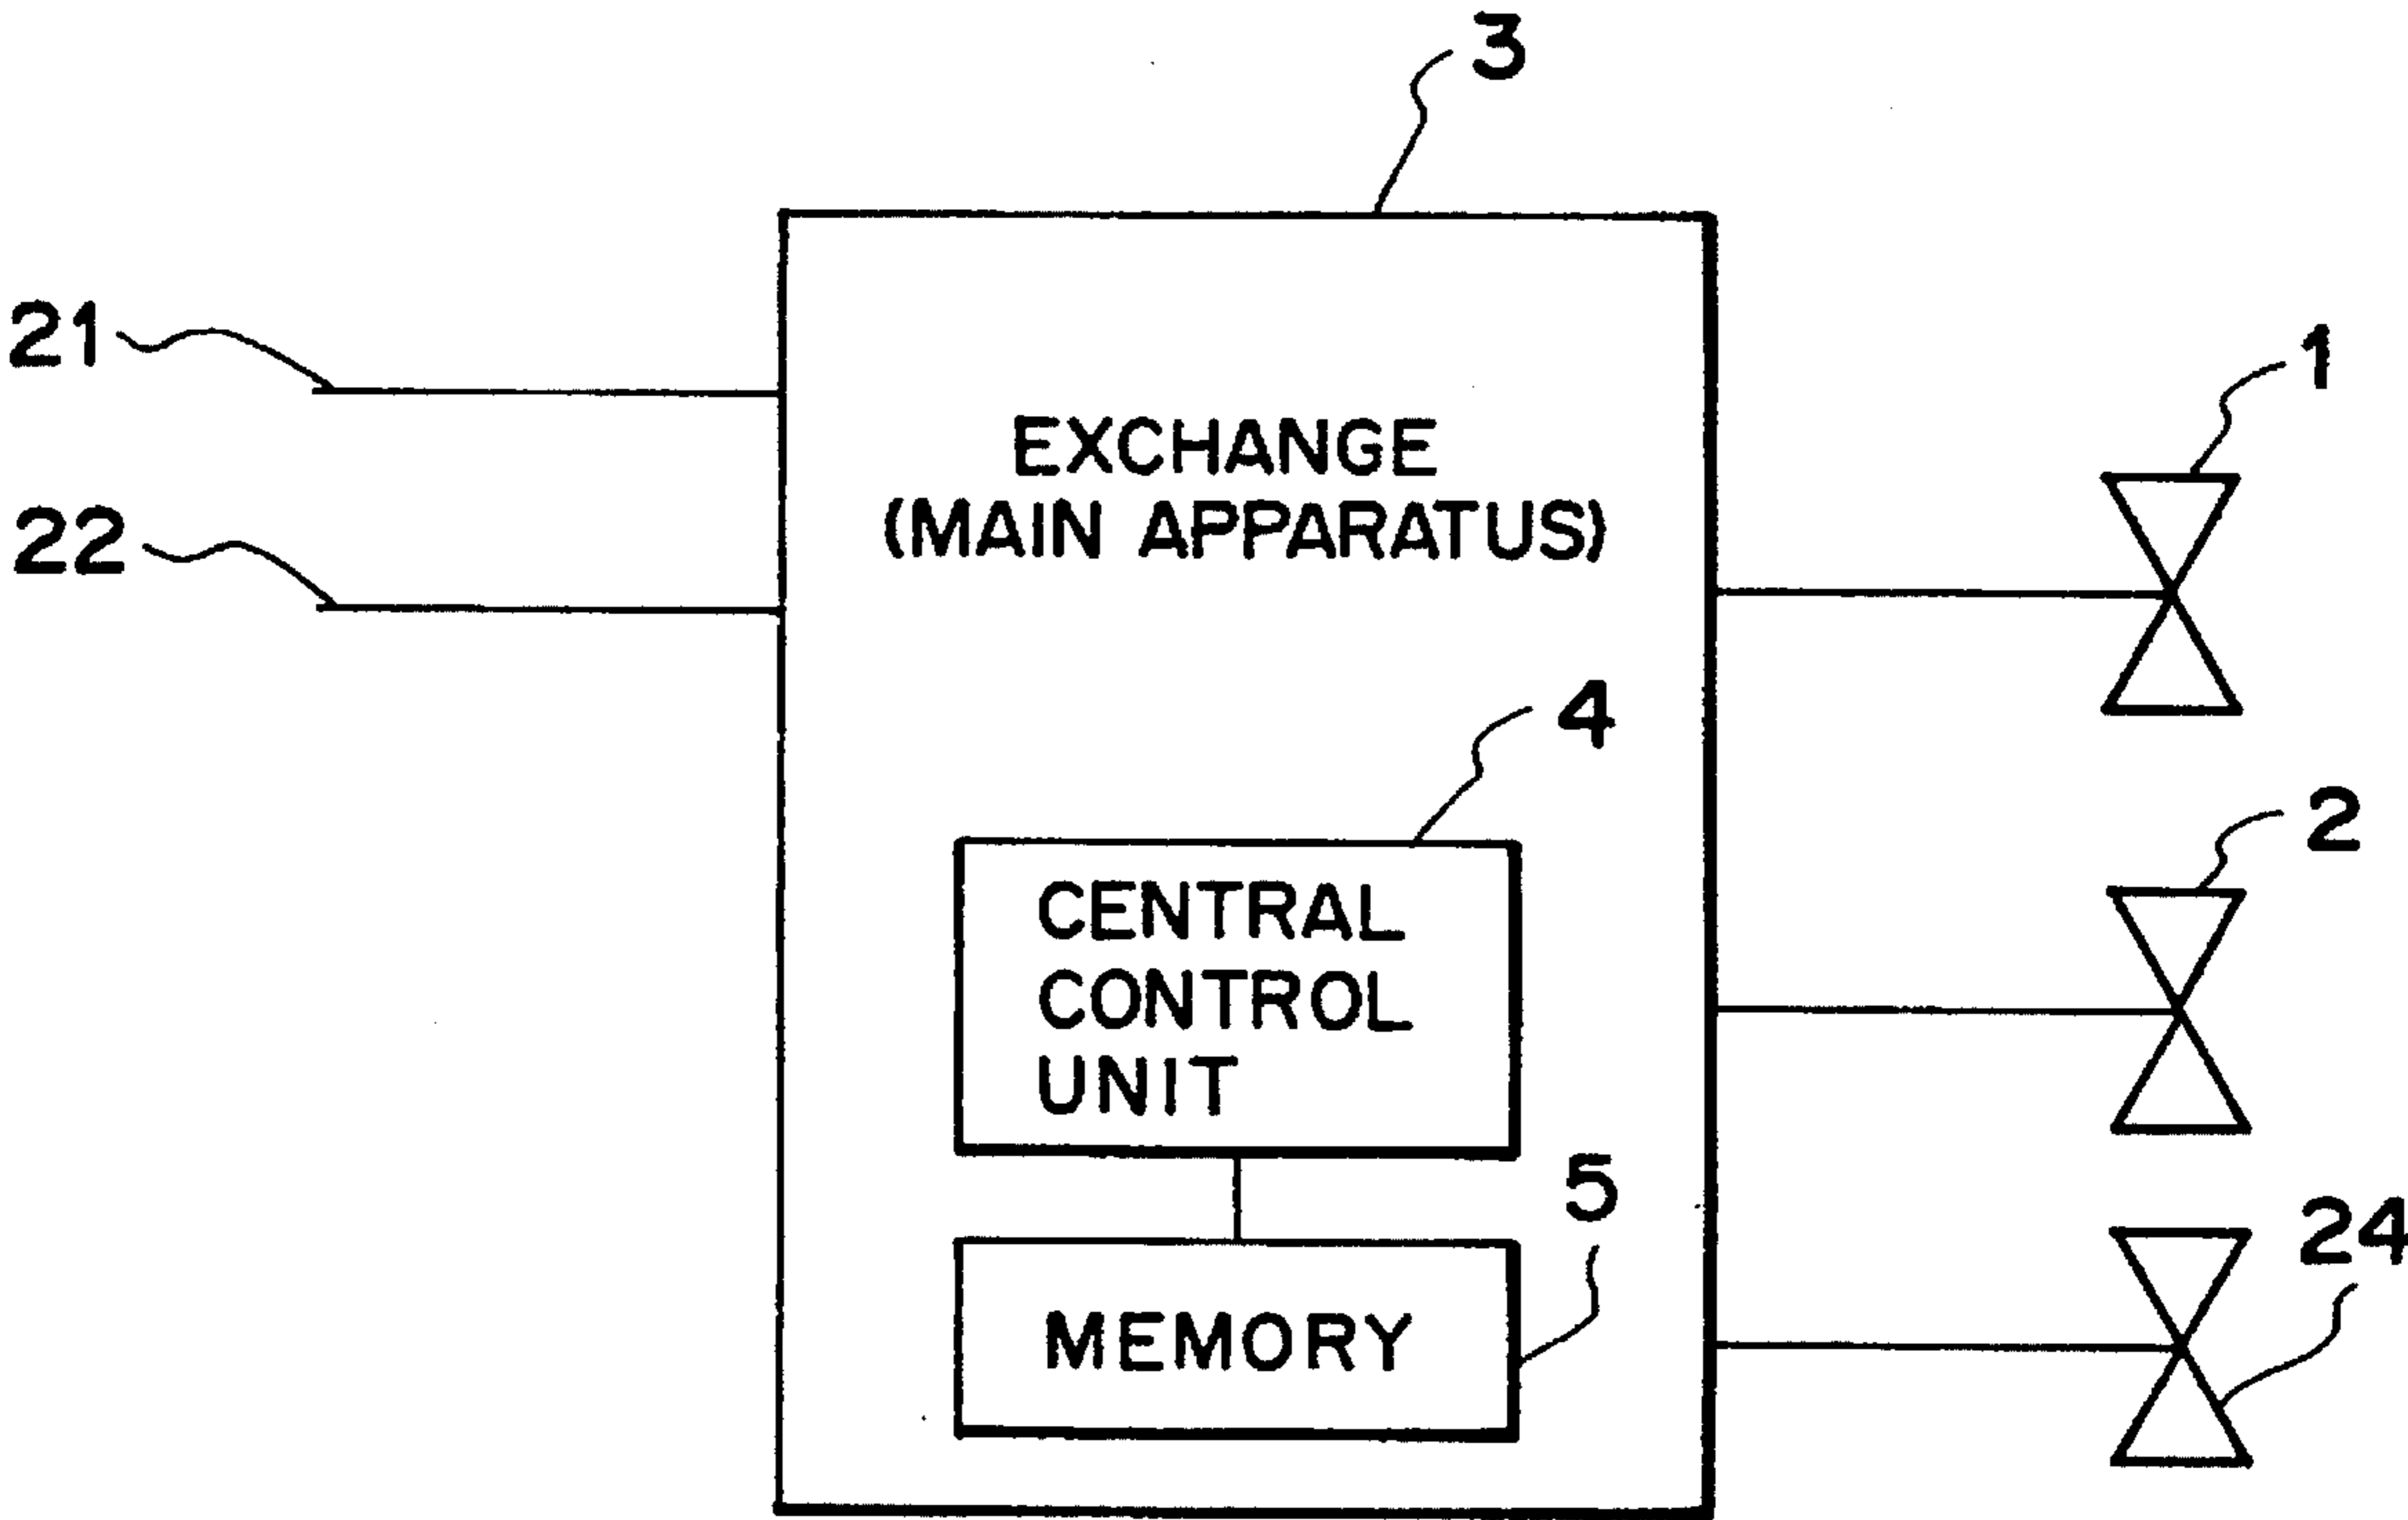 3
21
EXCHANGE
(MAIN APPARATUS)
1
22
4
2
CENTRAL
CONTROL
UNIT
5
24
MEMORY